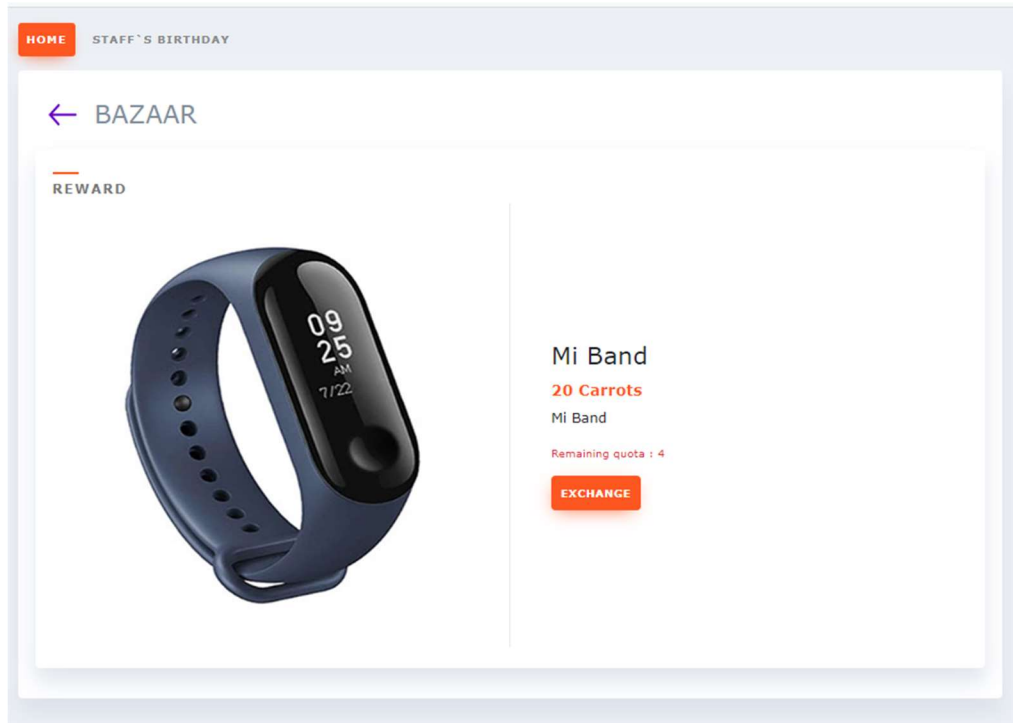 HOME
STAFF`S BIRTHDAY
BAZAAR
REWARD
09
25
AM
7/22
Mi Band
20 Carrots
Mi Band
Remaining quota : 4
EXCHANGE